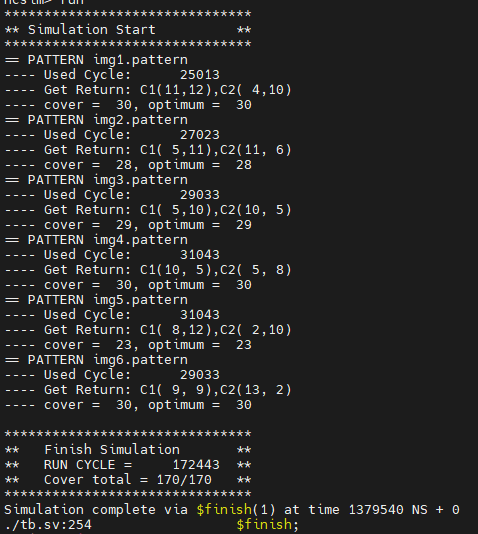 ncsim> run
********************************
** Simulation Start          **
********************************
== PATTERN img1.pattern
---- Used Cycle:      25013
---- Get Return: C1(11,12),C2( 4,10)
---- cover =  30, optimum =  30
== PATTERN img2.pattern
---- Used Cycle:      27023
---- Get Return: C1( 5,11),C2(11, 6)
---- cover =  28, optimum =  28
== PATTERN img3.pattern
---- Used Cycle:      29033
---- Get Return: C1( 5,10),C2(10, 5)
---- cover =  29, optimum =  29
== PATTERN img4.pattern
---- Used Cycle:      31043
---- Get Return: C1(10, 5),C2( 5, 8)
---- cover =  30, optimum =  30
== PATTERN img5.pattern
---- Used Cycle:      31043
---- Get Return: C1( 8,12),C2( 2,10)
---- cover =  23, optimum =  23
== PATTERN img6.pattern
---- Used Cycle:      29033
---- Get Return: C1( 9, 9),C2(13, 2)
---- cover =  30, optimum =  30
********************************
**   Finish Simulation       **
**   RUN CYCLE =     172443  **
**   Cover total = 170/170   **
********************************
Simulation complete via $finish(1) at time 1379540 NS + 0
./tb.sv:254                  $finish;